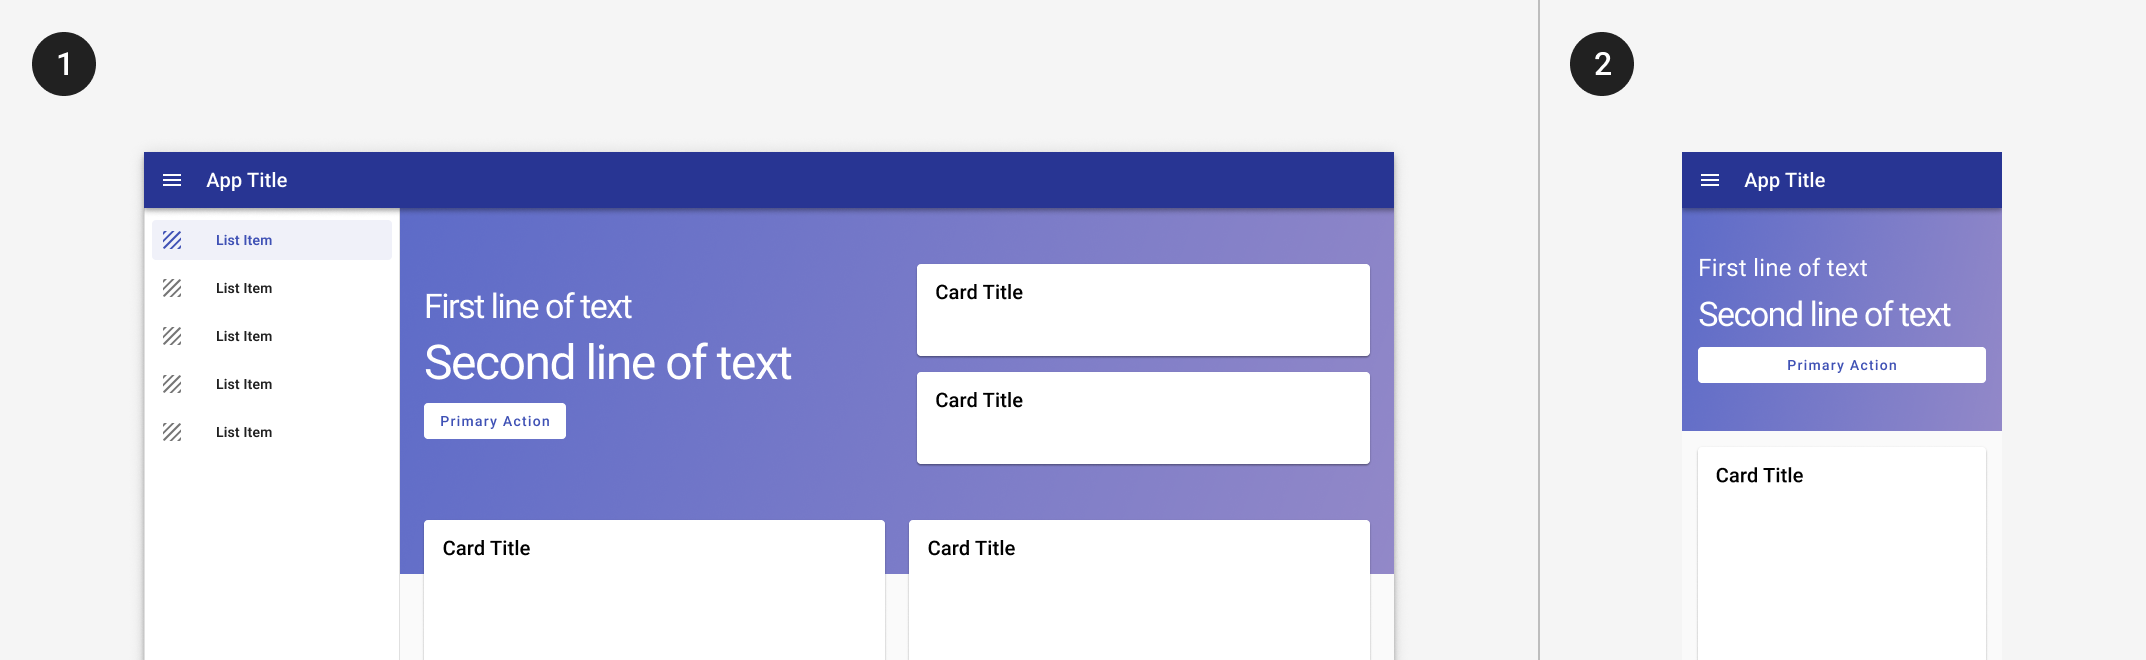 1
App Title
List Item
List Item
List Item
List Item
List Item
First line of text
Second line of text
Primary Action
Card Title
Card Title
Card Title
Card Title
2
App Title
First line of text
Second line of text
Primary Action
Card Title